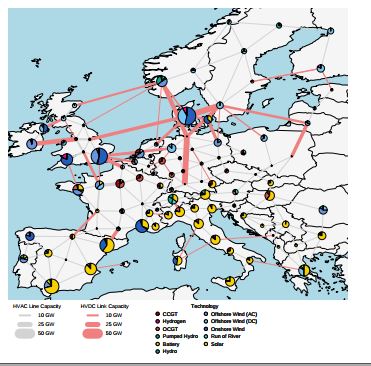 HVAC Line Capacity
10 GW
25 GW
50 GW
HVDC Link Capacity
10 GW
25 GW
50 GW
Technology
CCGT
Hydrogen
OCGT
Pumped Hydro
Battery
Hydro
Offshore Wind (AC)
Offshore Wind (DC)
Onshore Wind
Run of River
Solar